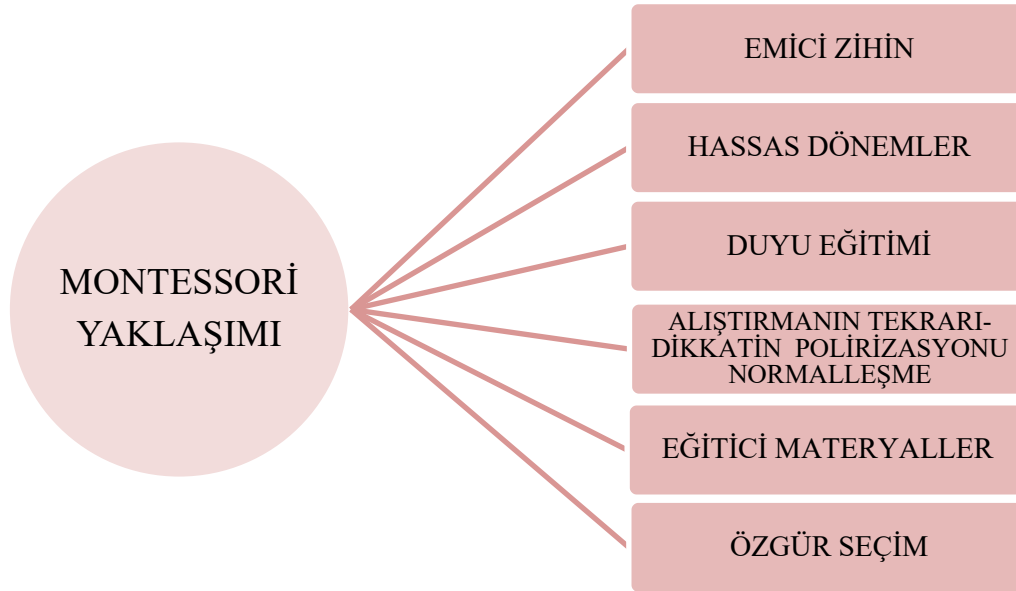 MONTESSORİ
YAKLAŞIMI
EMİCİ ZİHİN
HASSAS DÖNEMLER
DUYU EĞİTİMİ
ALIŞTIRMANIN TEKRARI-
DİKKATİN POLİRİZASYONU
NORMALLEŞME
EĞİTİCİ MATERYALLER
ÖZGÜR SEÇİM